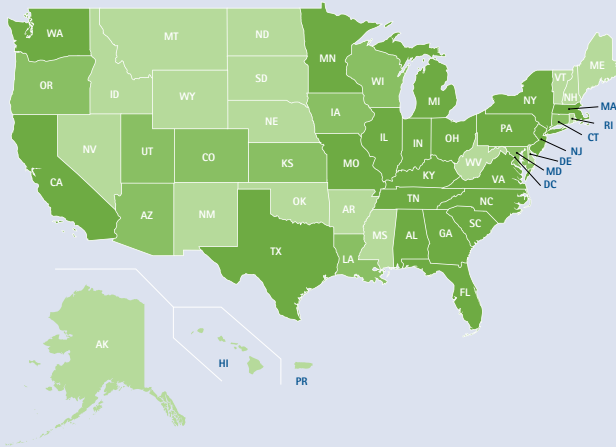 WA
MT
ND
MN
VT
ME
OR
ID
SD
WI
MI
NY
NH
MA
RI
CT
WY
IA
NE
PA
NJ
DE
MD
DC
NV
UT
CO
KS
MO
IL
IN
OH
WV
VA
KY
CA
AZ
NM
OK
AR
TN
NC
SC
TX
LA
MS
AL
GA
FL
AK
HI
PR